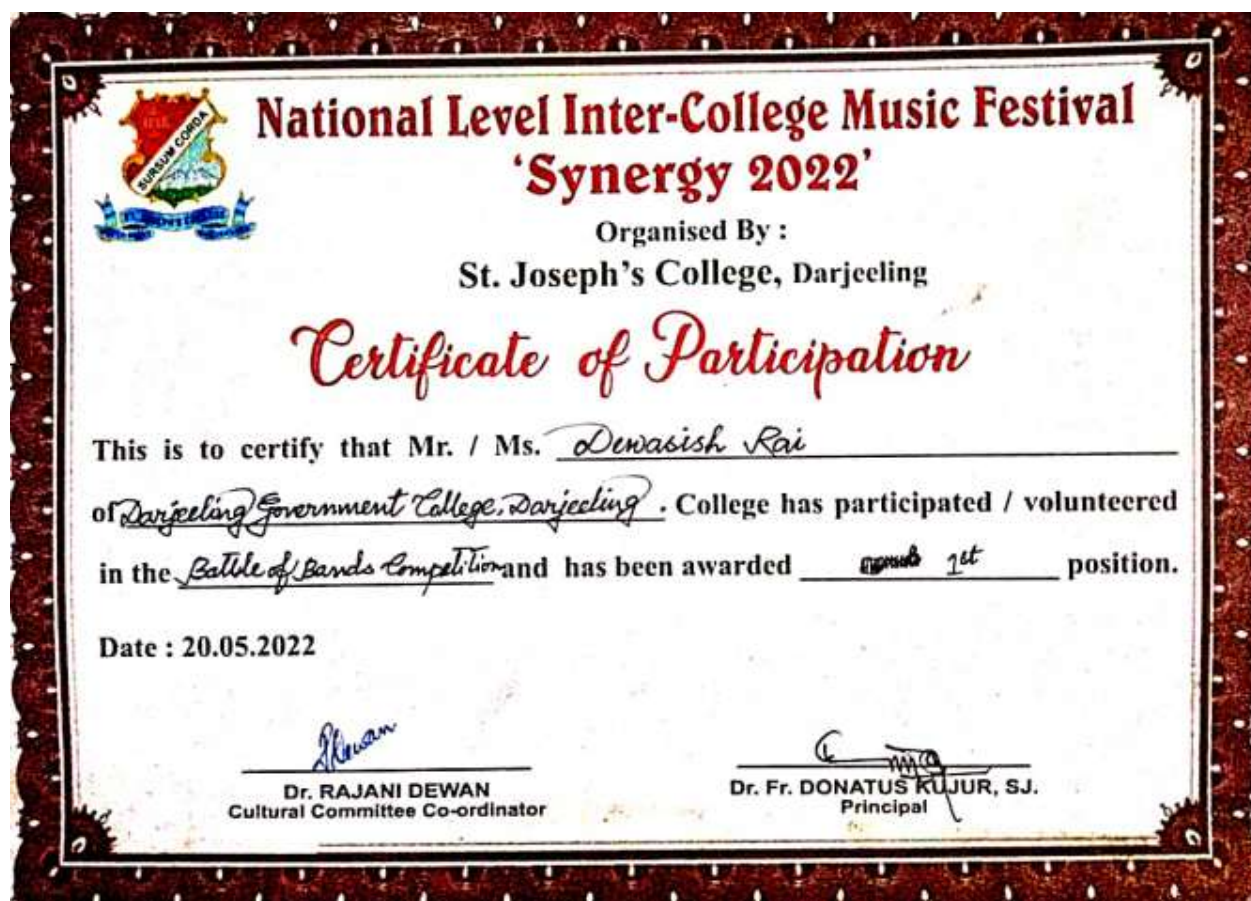 SURSUM CORDA
National Level Inter-College Music Festival
‘Synergy 2022’
Organised By :
St. Joseph’s College, Darjeeling
Certificate of Participation
This is to certify that Mr. / Ms. Dewasish Rai
of Darjeeling Government College, Darjeeling . College has participated / volunteered
in the Battle of Bands Competition and has been awarded 1st position.
Date : 20.05.2022
Dr. RAJANI DEWAN
Cultural Committee Co-ordinator
Dr. Fr. DONATUS KUJUR, SJ.
Principal